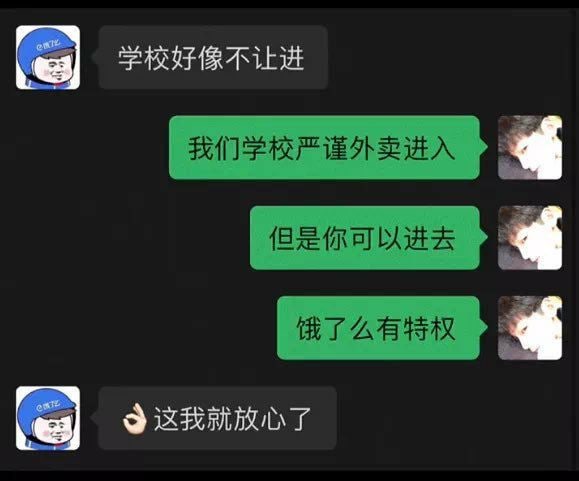 学校好像不让进
我们学校严谨外卖进入
但是你可以进去
饿了么有特权
👌🏻这我就放心了